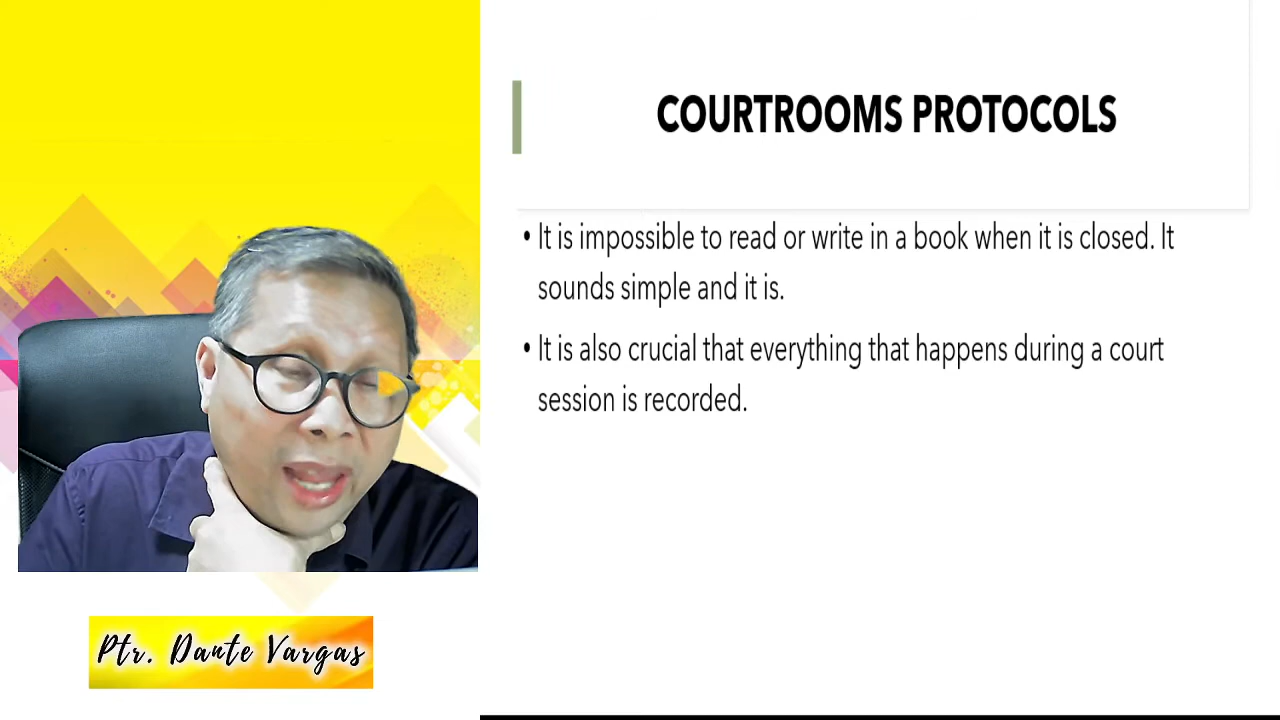 COURTROOMS PROTOCOLS
• It is impossible to read or write in a book when it is closed. It
sounds simple and it is.
• It is also crucial that everything that happens during a court
session is recorded.
Ptr. Dante Vargas